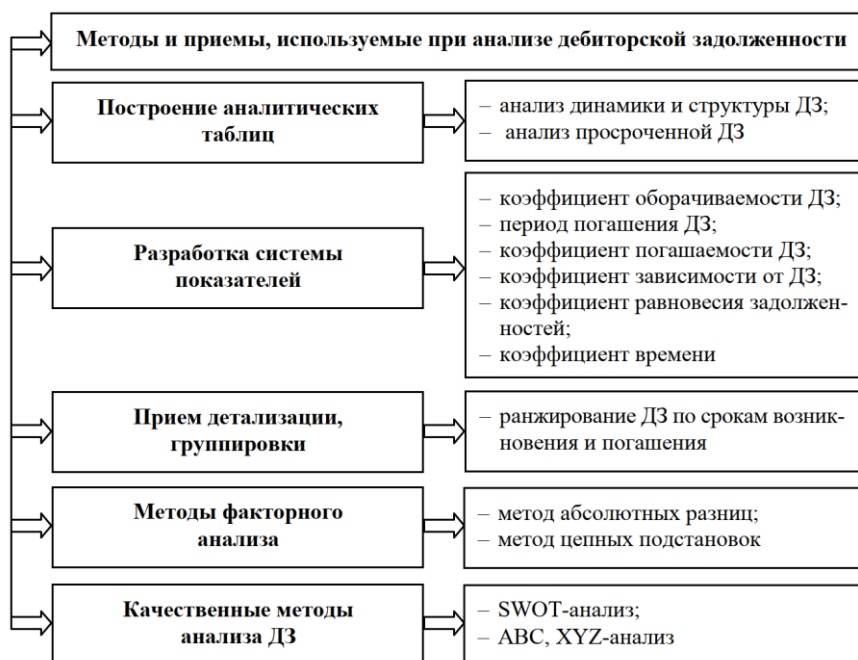 Методы и приемы, используемые при анализе дебиторской задолженности
Построение аналитических
таблиц
– анализ динамики и структуры ДЗ;
– анализ просроченной ДЗ
Разработка системы
показателей
– коэффициент оборачиваемости ДЗ;
– период погашения ДЗ;
– коэффициент погашаемости ДЗ;
– коэффициент зависимости от ДЗ;
– коэффициент равновесия задолжен-
ностей;
– коэффициент времени
Прием детализации,
группировки
– ранжирование ДЗ по срокам возник-
новения и погашения
Методы факторного
анализа
– метод абсолютных разниц;
– метод цепных подстановок
Качественные методы
анализа ДЗ
– SWOT-анализ;
– ABC, XYZ-анализ